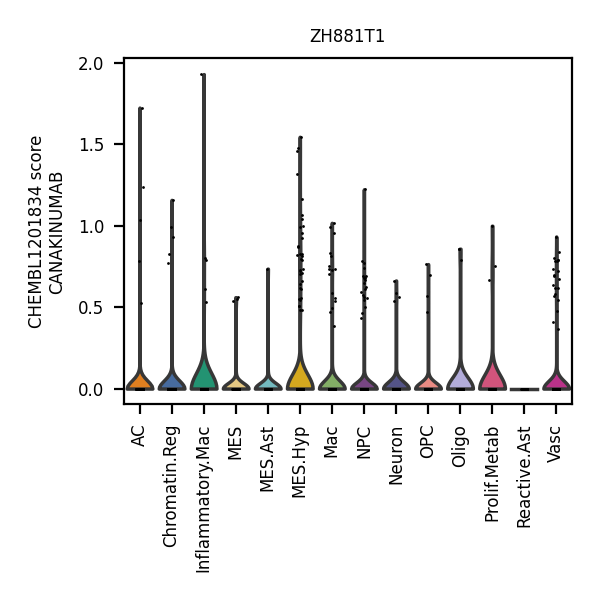 ZH881T1
CHEMBL1201834 score
CANAKINUMAB
2.0
1.5
1.0
0.5
0.0
AC
Chromatin.Reg
Inflammatory.Mac
MES
MES.Ast
MES.Hyp
Mac
NPC
Neuron
OPC
Oligo
Prolif.Metab
Reactive.Ast
Vasc